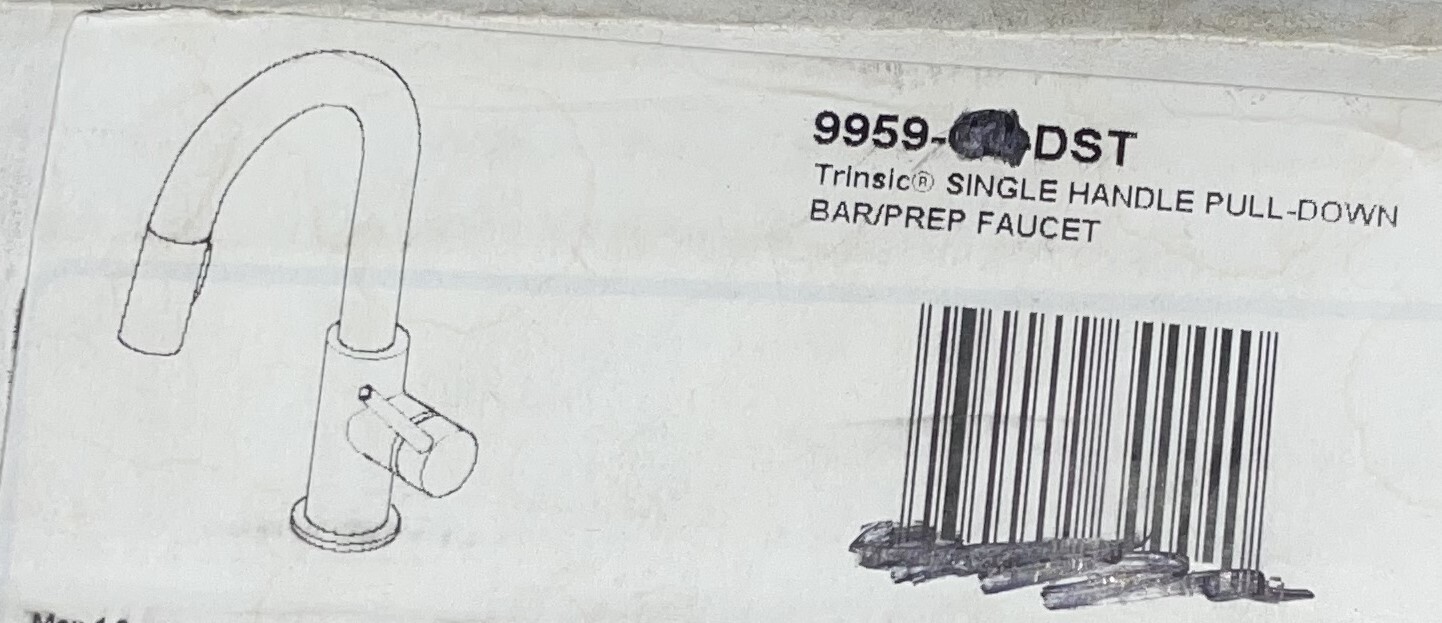 9959-DST
Trinsic® SINGLE HANDLE PULL-DOWN
BAR/PREP FAUCET